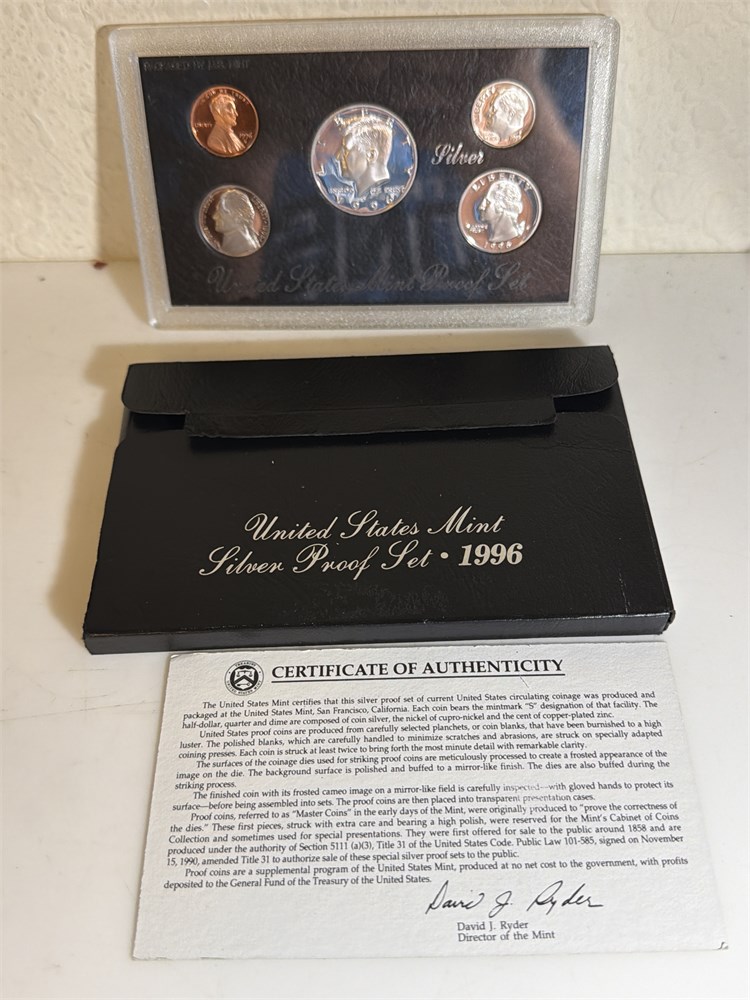 LIBERTY
1996
Silver
LIBERTY
1996
United States Mint Proof Set
United States Mint
Silver Proof Set • 1996
CERTIFICATE OF AUTHENTICITY
The United States Mint certifies that this silver proof set of current United States circulating coinage was produced and
packaged at the United States Mint, San Francisco, California. Each coin bears the mintmark "S" designation of that facility. The
half-dollar, quarter and dime are composed of coin silver, the nickel of cupro-nickel and the cent of copper-plated zinc.
United States proof coins are produced from carefully selected planchets, or coin blanks, that have been burnished to a high
luster. The polished blanks, which are carefully handled to minimize scratches and abrasions, are struck on specially adapted
coining presses. Each coin is struck at least twice to bring forth the most minute detail with remarkable clarity.
The surfaces of the coinage dies used for striking proof coins are meticulously processed to create a frosted appearance of the
image on the die. The background surface is polished and buffed to a mirror-like finish. The dies are also buffed during the
striking process.
The finished coin with its frosted cameo image on a mirror-like field is carefully inspected—with gloved hands to protect its
surface—before being assembled into sets. The proof coins are then placed into transparent presentation cases.
Proof coins, referred to as "Master Coins" in the early days of the Mint, were originally produced to "prove the correctness of
the dies." These first pieces, struck with extra care and bearing a high polish, were reserved for the Mint's Cabinet of Coins
Collection and sometimes used for special presentations. They were first offered for sale to the public around 1858 and are
produced under the authority of Section 5111 (a)(3), Title 31 of the United States Code. Public Law 101-585, signed on November
15, 1990, amended Title 31 to authorize sale of these special silver proof sets to the public.
Proof coins are a supplemental program of the United States Mint, produced at no net cost to the government, with profits
deposited to the General Fund of the Treasury of the United States.
David J. Ryder
David J. Ryder
Director of the Mint